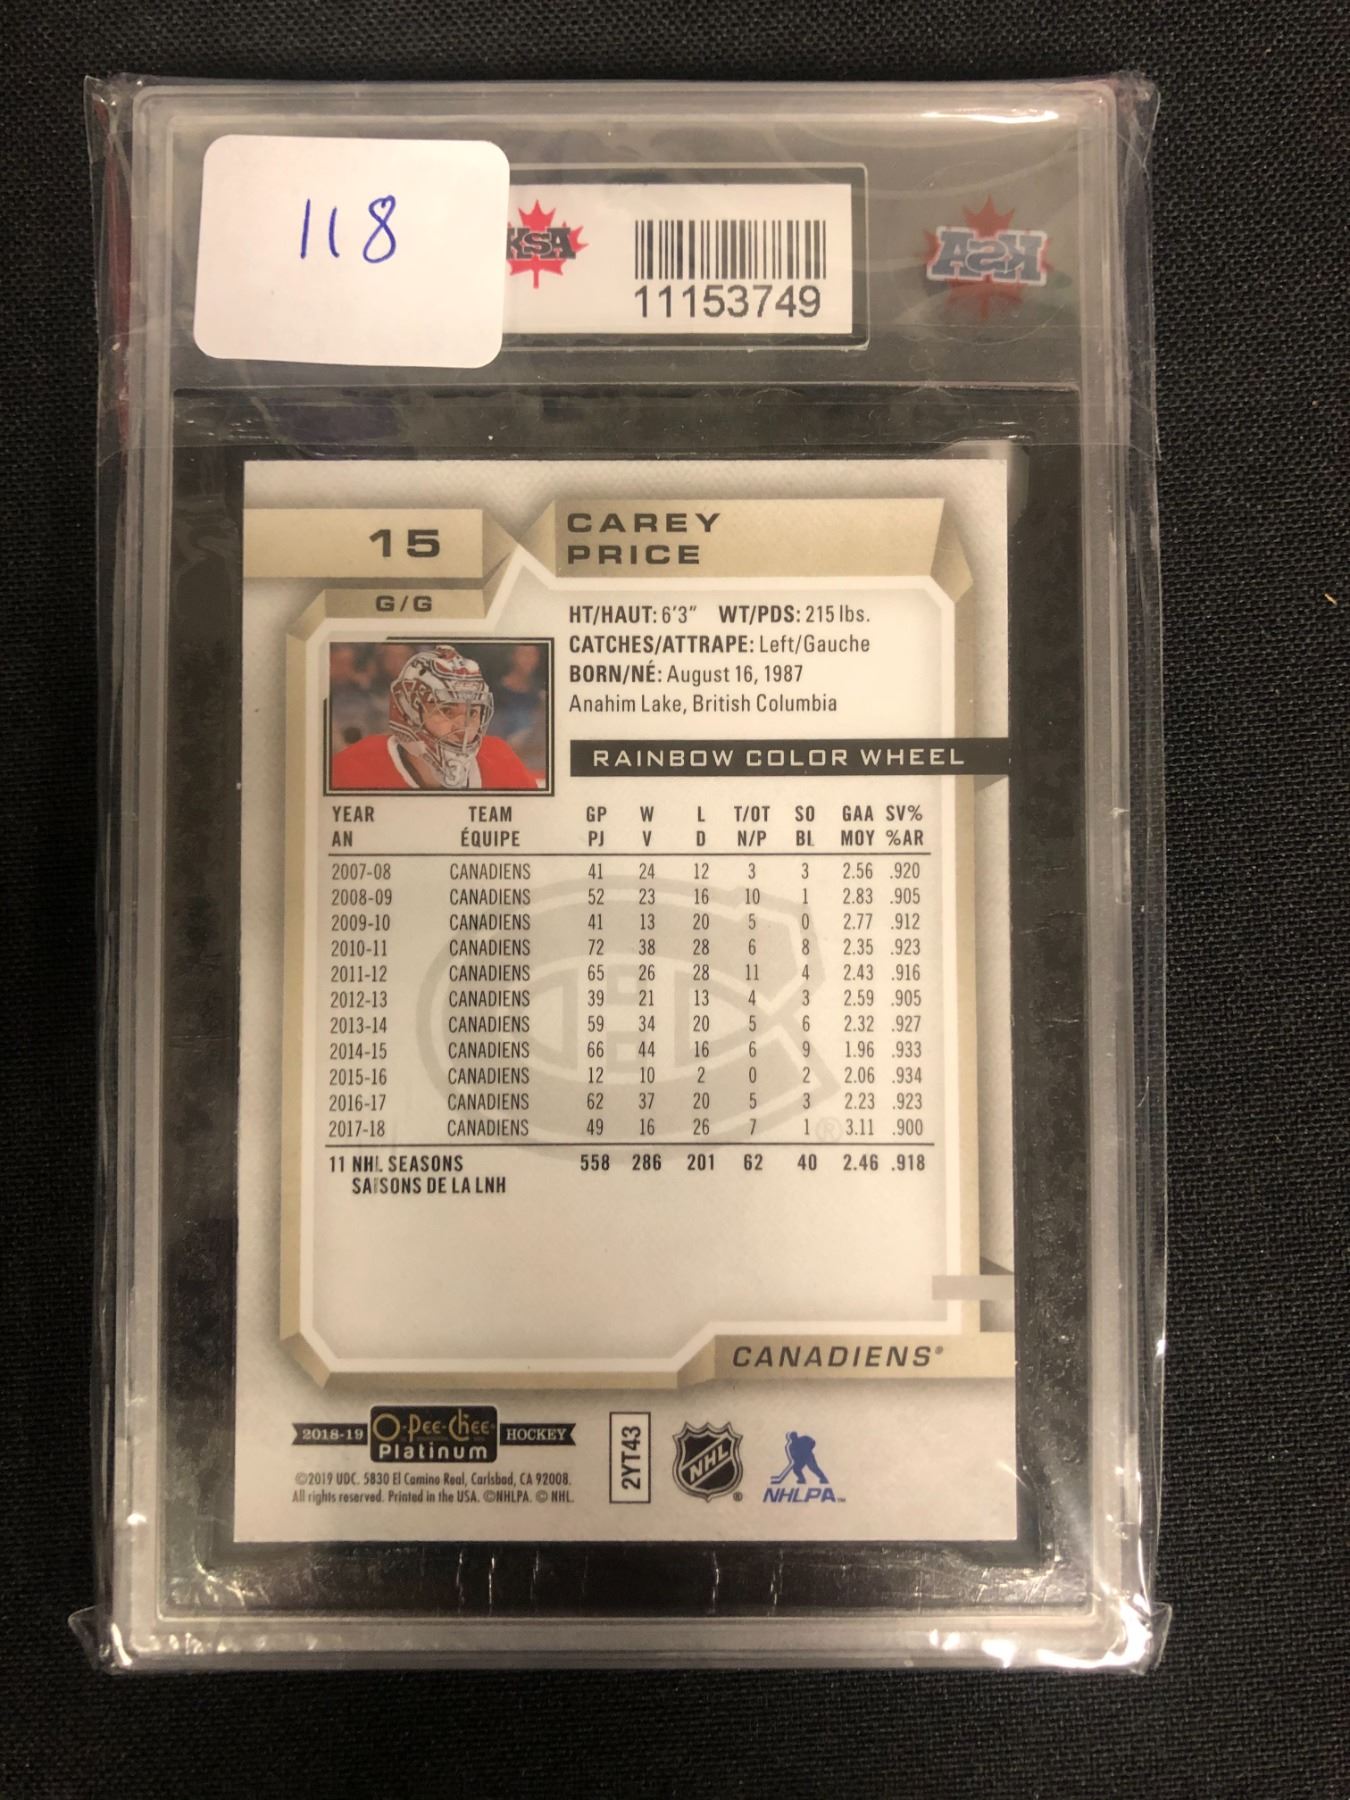 118
KSA
11153749
KSA
15
CAREY
PRICE
G/G
HT/HAUT: 6'3" WT/PDS: 215 lbs.
CATCHES/ATTRAPE: Left/Gauche
BORN/NÉ: August 16, 1987
Anahim Lake, British Columbia
RAINBOW COLOR WHEEL
YEAR TEAM GP W L T/OT SO GAA SV%
AN ÉQUIPE PJ V D N/P BL MOY %AR
2007-08 CANADIENS 41 24 12 3 3 2.56 .920
2008-09 CANADIENS 52 23 16 10 1 2.83 .905
2009-10 CANADIENS 41 13 20 5 0 2.77 .912
2010-11 CANADIENS 72 38 28 6 8 2.35 .923
2011-12 CANADIENS 65 26 28 11 4 2.43 .916
2012-13 CANADIENS 39 21 13 4 3 2.59 .905
2013-14 CANADIENS 59 34 20 5 6 2.32 .927
2014-15 CANADIENS 66 44 16 6 9 1.96 .933
2015-16 CANADIENS 12 10 2 0 2 2.06 .934
2016-17 CANADIENS 62 37 20 5 3 2.23 .923
2017-18 CANADIENS 49 16 26 7 1 ® 3.11 .900
11 NHL SEASONS 558 286 201 62 40 2.46 .918
SAISONS DE LA LNH
CANADIENS®
2018-19 O-Pee-Chee HOCKEY
Platinum
©2019 UDC. 5830 El Camino Real, Carlsbad, CA 92008.
All rights reserved. Printed in the USA. ©NHLPA. © NHL.
2YT43
NHL ®
NHLPA™